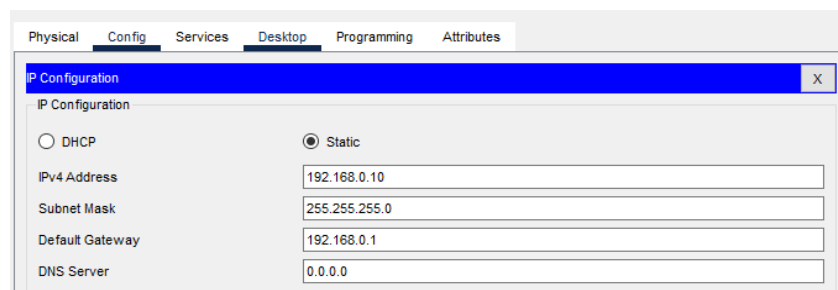 Physical Config Services Desktop Programming Attributes
IP Configuration X
IP Configuration
DHCP Static
IPv4 Address 192.168.0.10
Subnet Mask 255.255.255.0
Default Gateway 192.168.0.1
DNS Server 0.0.0.0